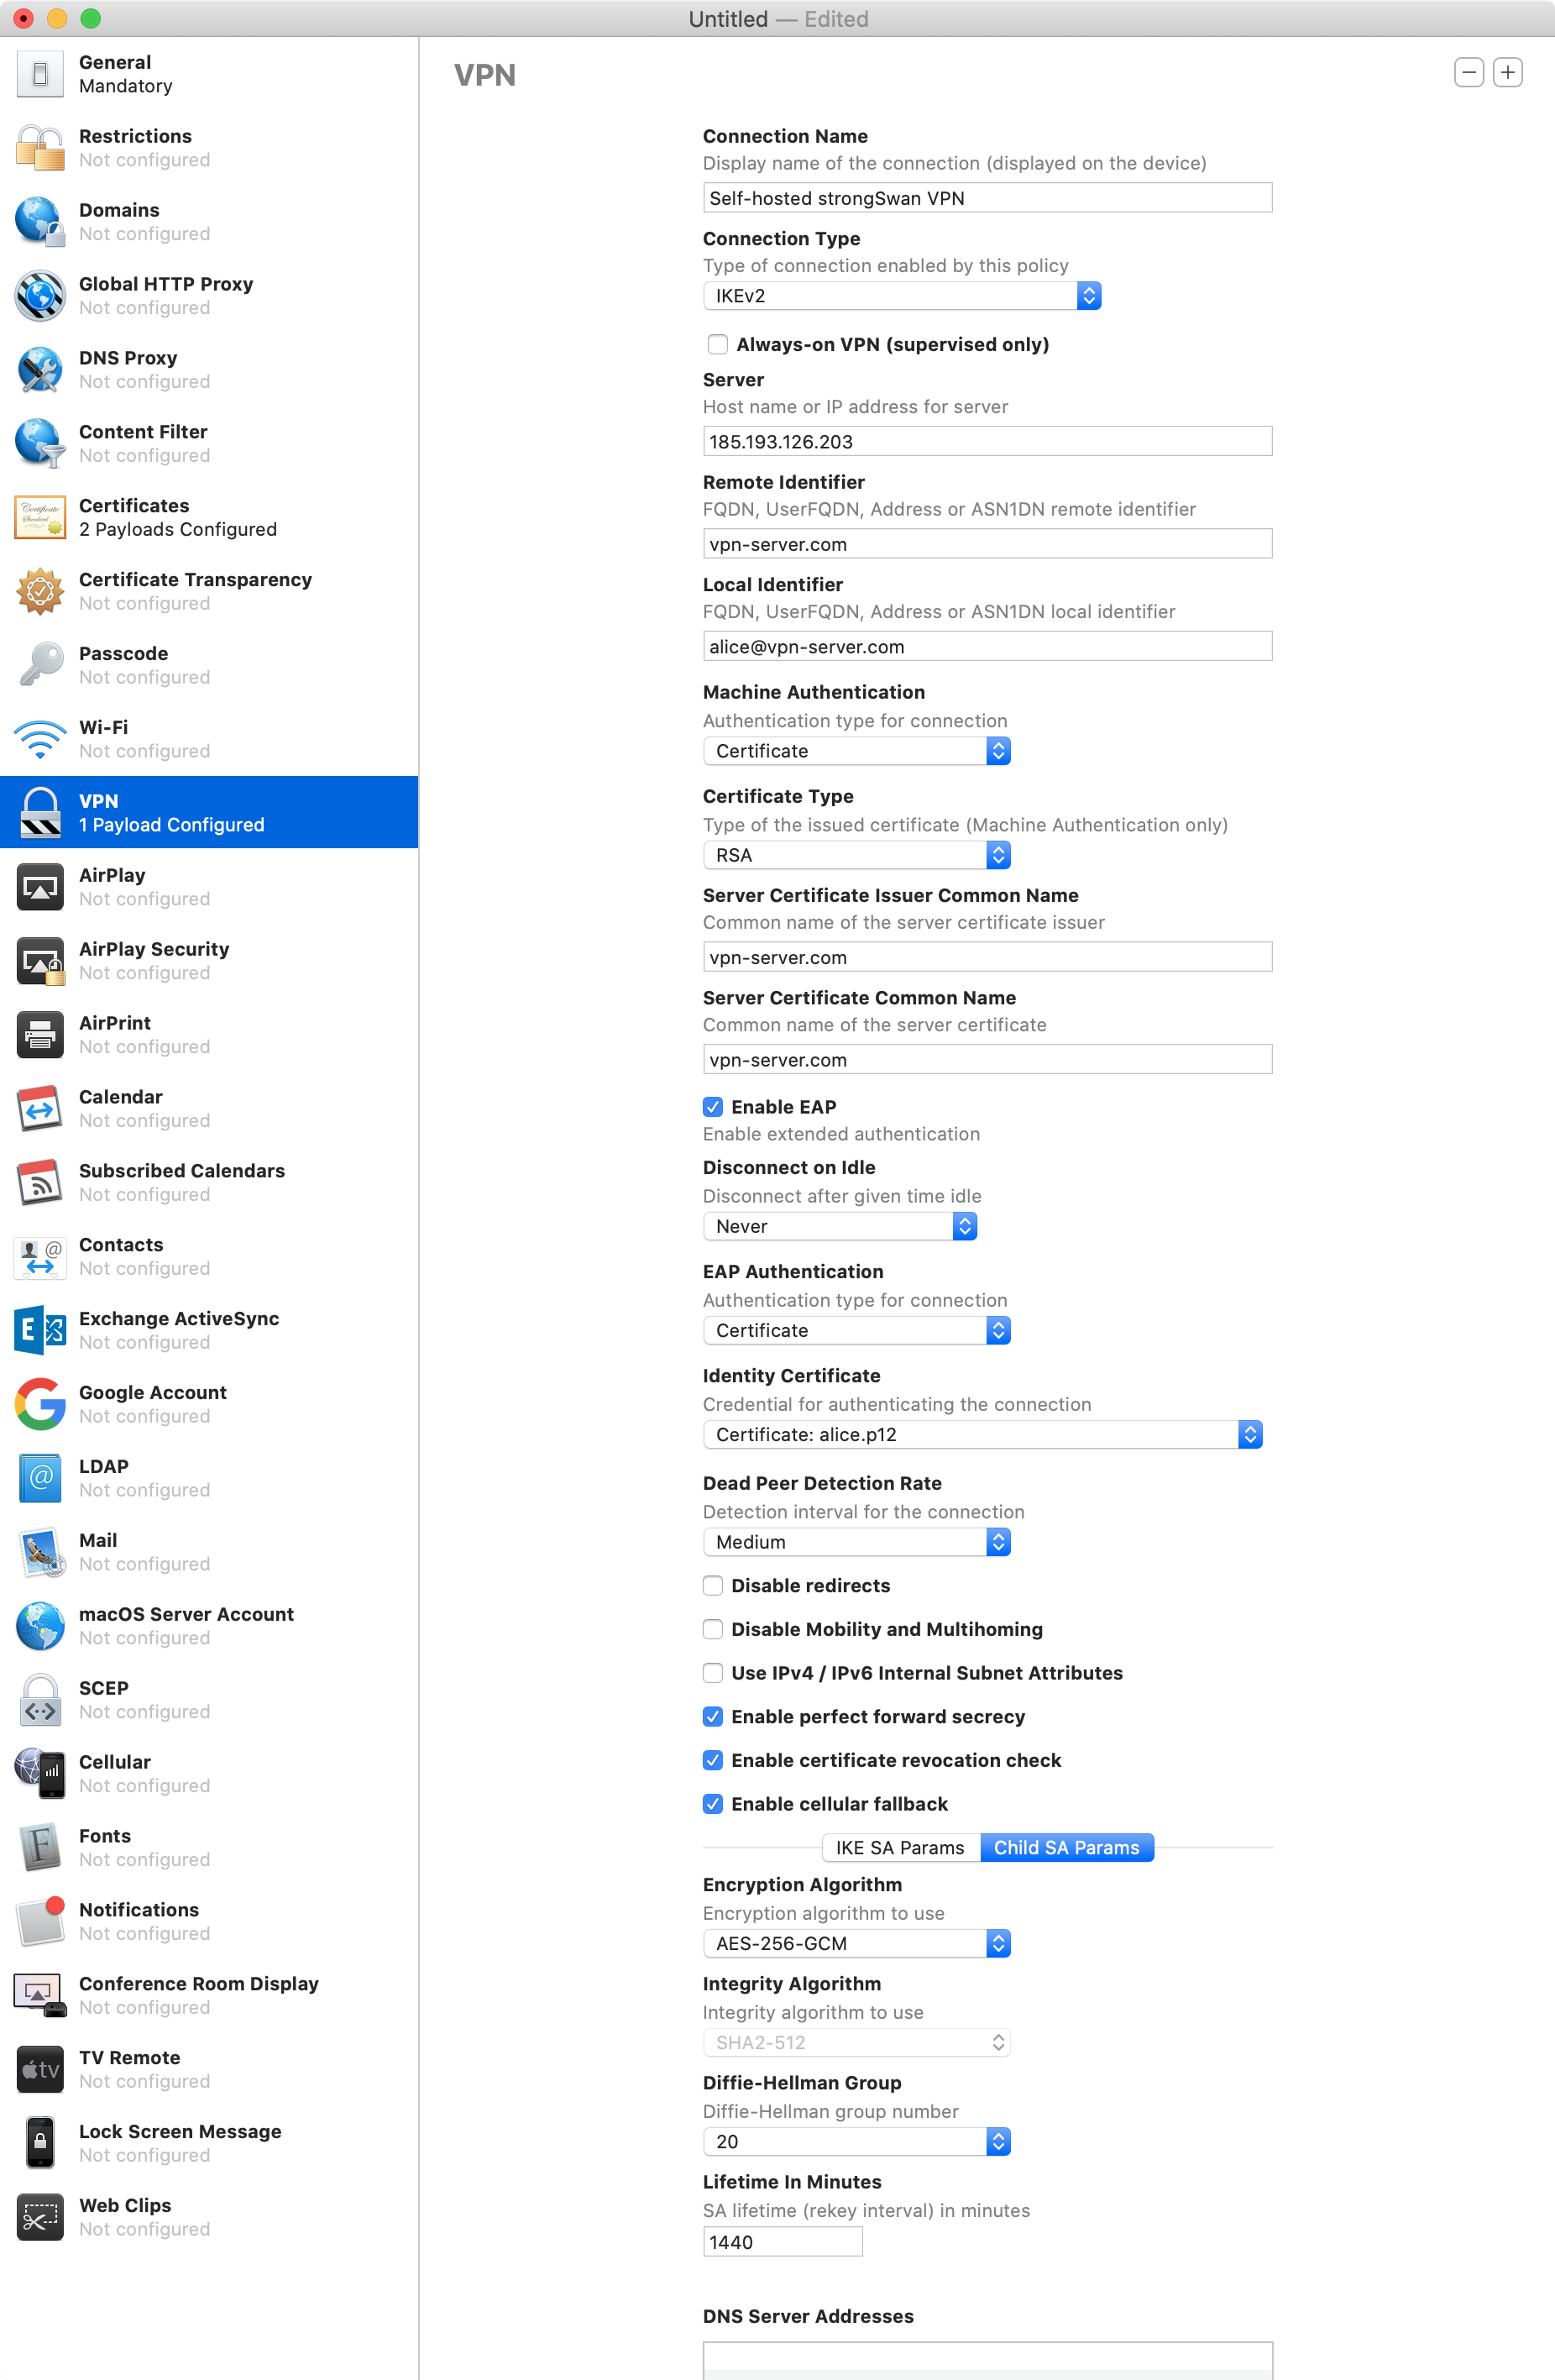 Untitled — Edited
General
Mandatory
Restrictions
Not configured
Domains
Not configured
Global HTTP Proxy
Not configured
DNS Proxy
Not configured
Content Filter
Not configured
Certificates
2 Payloads Configured
Certificate Transparency
Not configured
Passcode
Not configured
Wi-Fi
Not configured
VPN
1 Payload Configured
AirPlay
Not configured
AirPlay Security
Not configured
AirPrint
Not configured
Calendar
Not configured
Subscribed Calendars
Not configured
Contacts
Not configured
Exchange ActiveSync
Not configured
Google Account
Not configured
LDAP
Not configured
Mail
Not configured
macOS Server Account
Not configured
SCEP
Not configured
Cellular
Not configured
Fonts
Not configured
Notifications
Not configured
Conference Room Display
Not configured
tv
TV Remote
Not configured
Lock Screen Message
Not configured
Web Clips
Not configured
VPN
Connection Name
Display name of the connection (displayed on the device)
Self-hosted strongSwan VPN
Connection Type
Type of connection enabled by this policy
IKEv2
Always-on VPN (supervised only)
Server
Host name or IP address for server
185.193.126.203
Remote Identifier
FQDN, UserFQDN, Address or ASN1DN remote identifier
vpn-server.com
Local Identifier
FQDN, UserFQDN, Address or ASN1DN local identifier
alice@vpn-server.com
Machine Authentication
Authentication type for connection
Certificate
Certificate Type
Type of the issued certificate (Machine Authentication only)
RSA
Server Certificate Issuer Common Name
Common name of the server certificate issuer
vpn-server.com
Server Certificate Common Name
Common name of the server certificate
vpn-server.com
Enable EAP
Enable extended authentication
Disconnect on Idle
Disconnect after given time idle
Never
EAP Authentication
Authentication type for connection
Certificate
Identity Certificate
Credential for authenticating the connection
Certificate: alice.p12
Dead Peer Detection Rate
Detection interval for the connection
Medium
Disable redirects
Disable Mobility and Multihoming
Use IPv4 / IPv6 Internal Subnet Attributes
Enable perfect forward secrecy
Enable certificate revocation check
Enable cellular fallback
IKE SA Params
Child SA Params
Encryption Algorithm
Encryption algorithm to use
AES-256-GCM
Integrity Algorithm
Integrity algorithm to use
SHA2-512
Diffie-Hellman Group
Diffie-Hellman group number
20
Lifetime In Minutes
SA lifetime (rekey interval) in minutes
1440
DNS Server Addresses